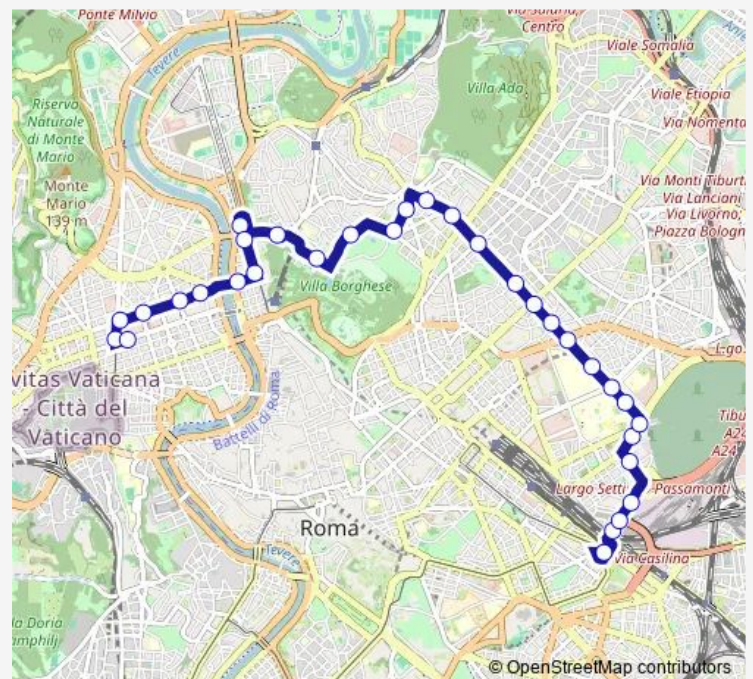 Ponte Milvio
Via Salaria,
Centro
Viale Somalia
Tevere
Villa Ada
Viale Etiopia
Via Nomenta
Riserva
Naturale
di Monte
Mario
Monte
Mario
139 m
Via Monti Tiburt
Via Lanciani
Via Livorno;
Piazza Bologn
Villa Borghese
vitas Vaticana
- Città del
Vaticano
Battelli di Roma
L.go
Tibu
A24
A24
Largo Setti
Passamonti
Roma
Tevere
Via Casilina
la Doria
amphilj
© OpenStreetMap contributors